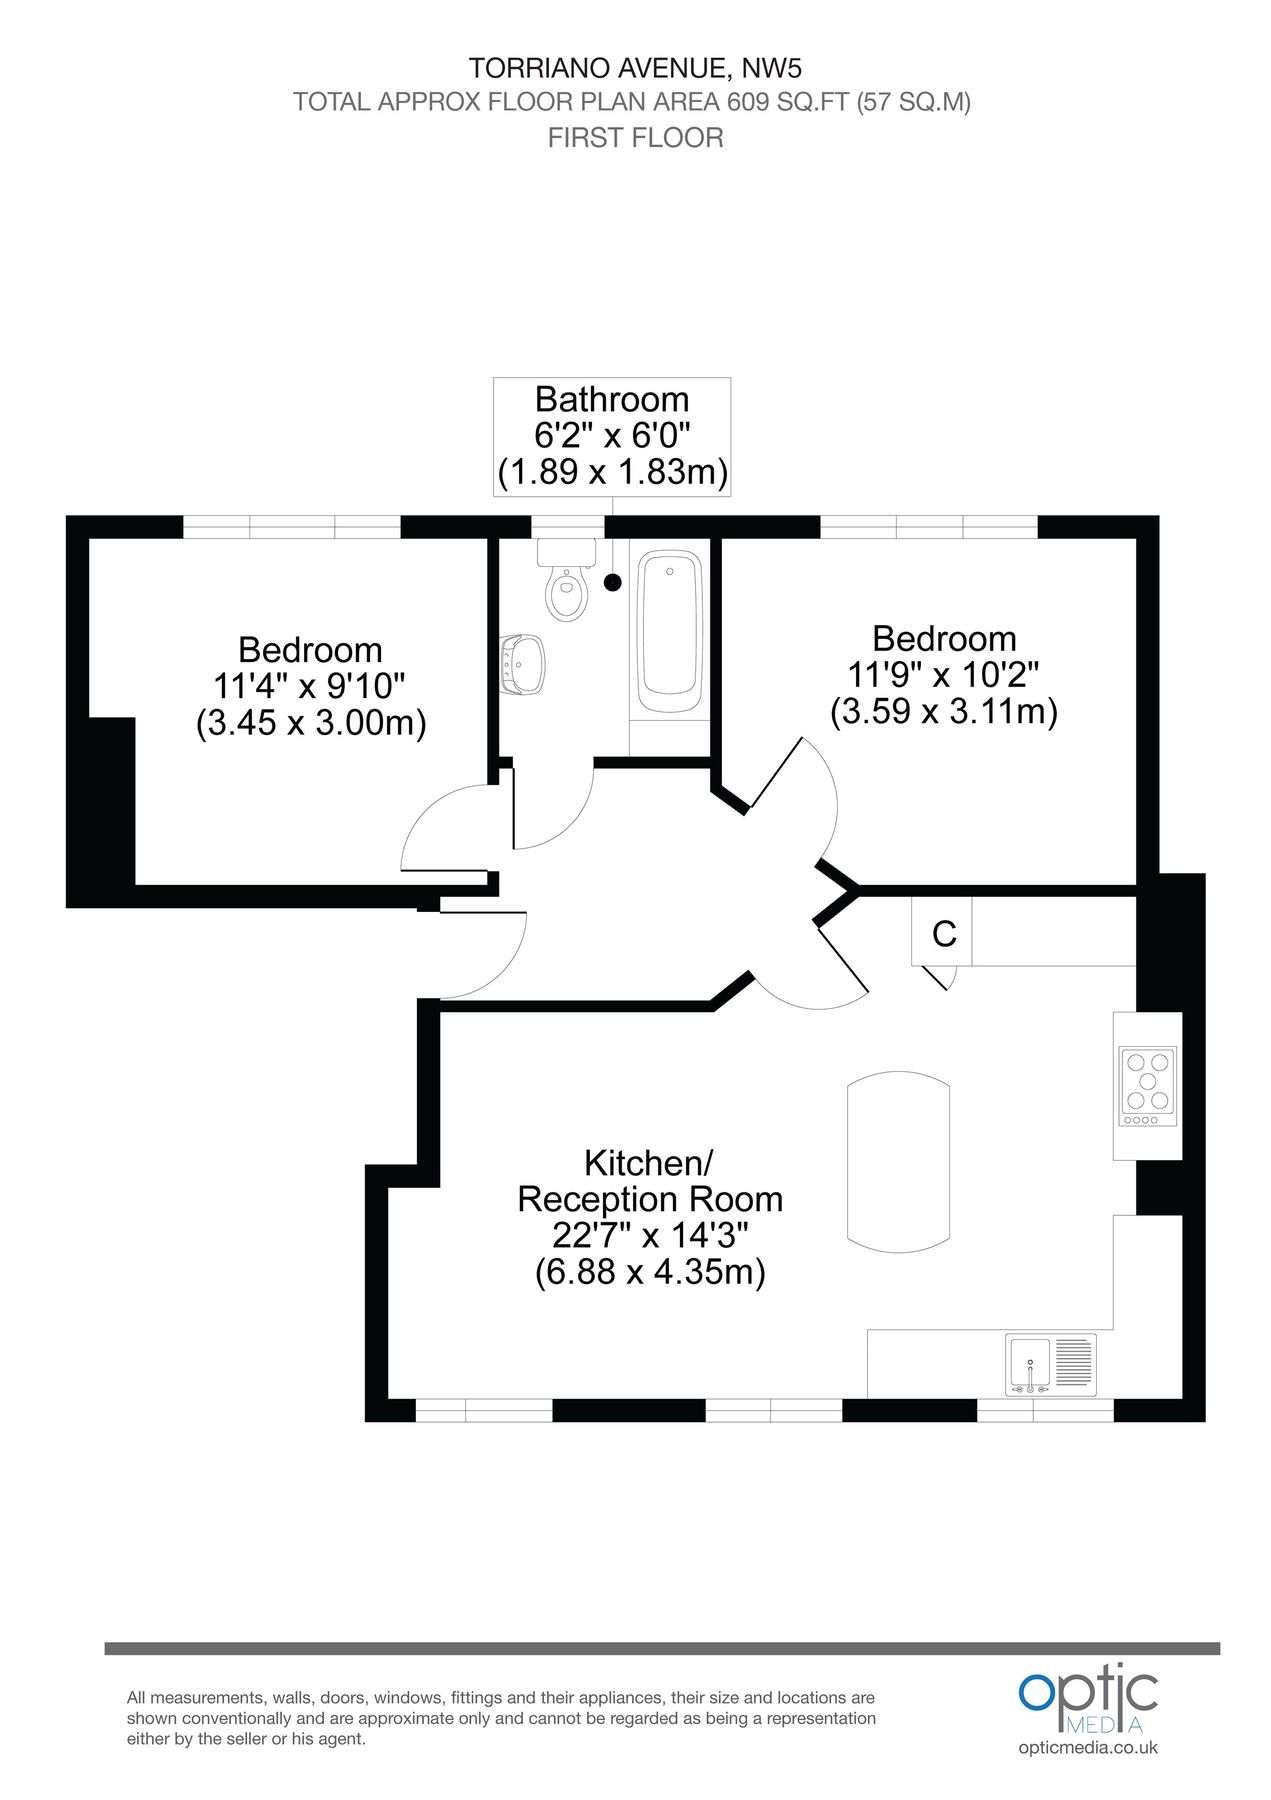 TORRIANO AVENUE, NW5
TOTAL APPROX FLOOR PLAN AREA 609 SQ.FT (57 SQ.M)
FIRST FLOOR
Bathroom
6'2" x 6'0"
(1.89 x 1.83m)
Bedroom
11'4" x 9'10"
(3.45 x 3.00m)
Bedroom
11'9" x 10'2"
(3.59 x 3.11m)
C
Kitchen/
Reception Room
22'7" x 14'3"
(6.88 x 4.35m)
All measurements, walls, doors, windows, fittings and their appliances, their size and locations are
shown conventionally and are approximate only and cannot be regarded as being a representation
either by the seller or his agent.
optic
MEDIA
opticmedia.co.uk